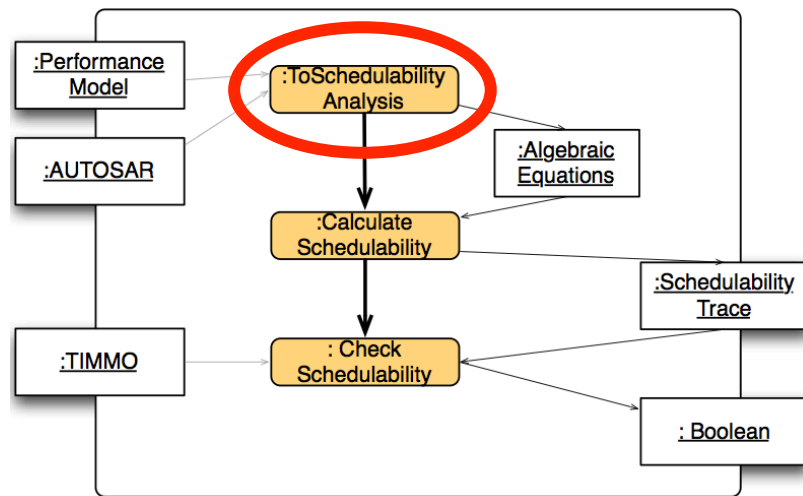 :Performance
Model
:ToSchedulability
Analysis
:AUTOSAR
:Algebraic
Equations
:Calculate
Schedulability
:Schedulability
Trace
:TIMMO
: Check
Schedulability
: Boolean